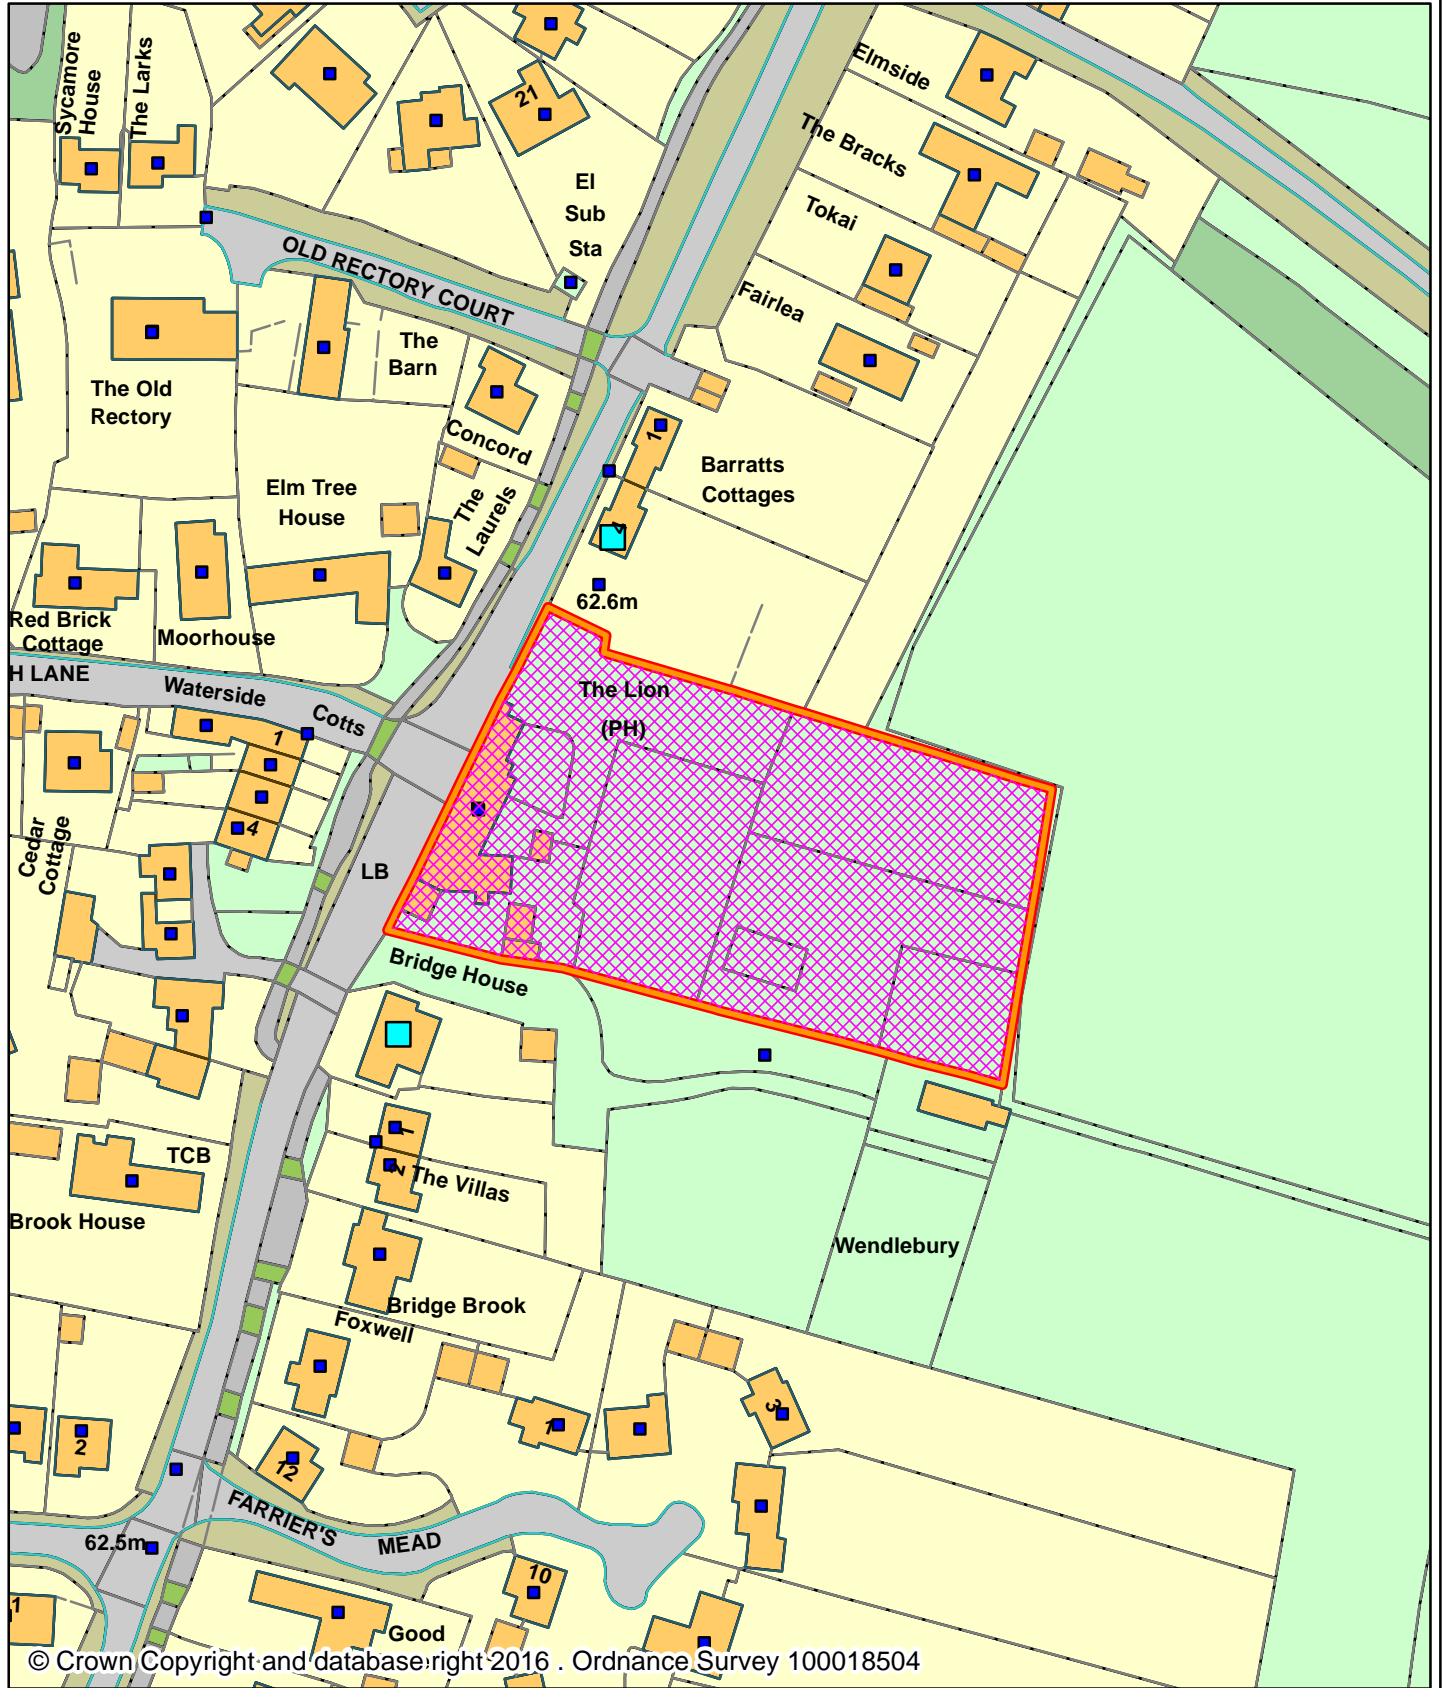 Sycamore
House
The Larks
21
Elmside
The Bracks
Tokai
Fairlea
El
Sub
Sta
OLD RECTORY COURT
The
Barn
The Old
Rectory
Concord
1
Barratts
Cottages
4
Elm Tree
House
The
Laurels
62.6m
Red Brick
Cottage
Moorhouse
H LANE
Waterside
Cotts
1
4
The Lion
(PH)
Cedar
Cottage
LB
Bridge House
1
2
The Villas
TCB
Brook House
Wendlebury
Bridge Brook
Foxwell
1
3
2
12
FARRIER'S
MEAD
62.5m
10
1
Good
© Crown Copyright and database right 2016 . Ordnance Survey 100018504